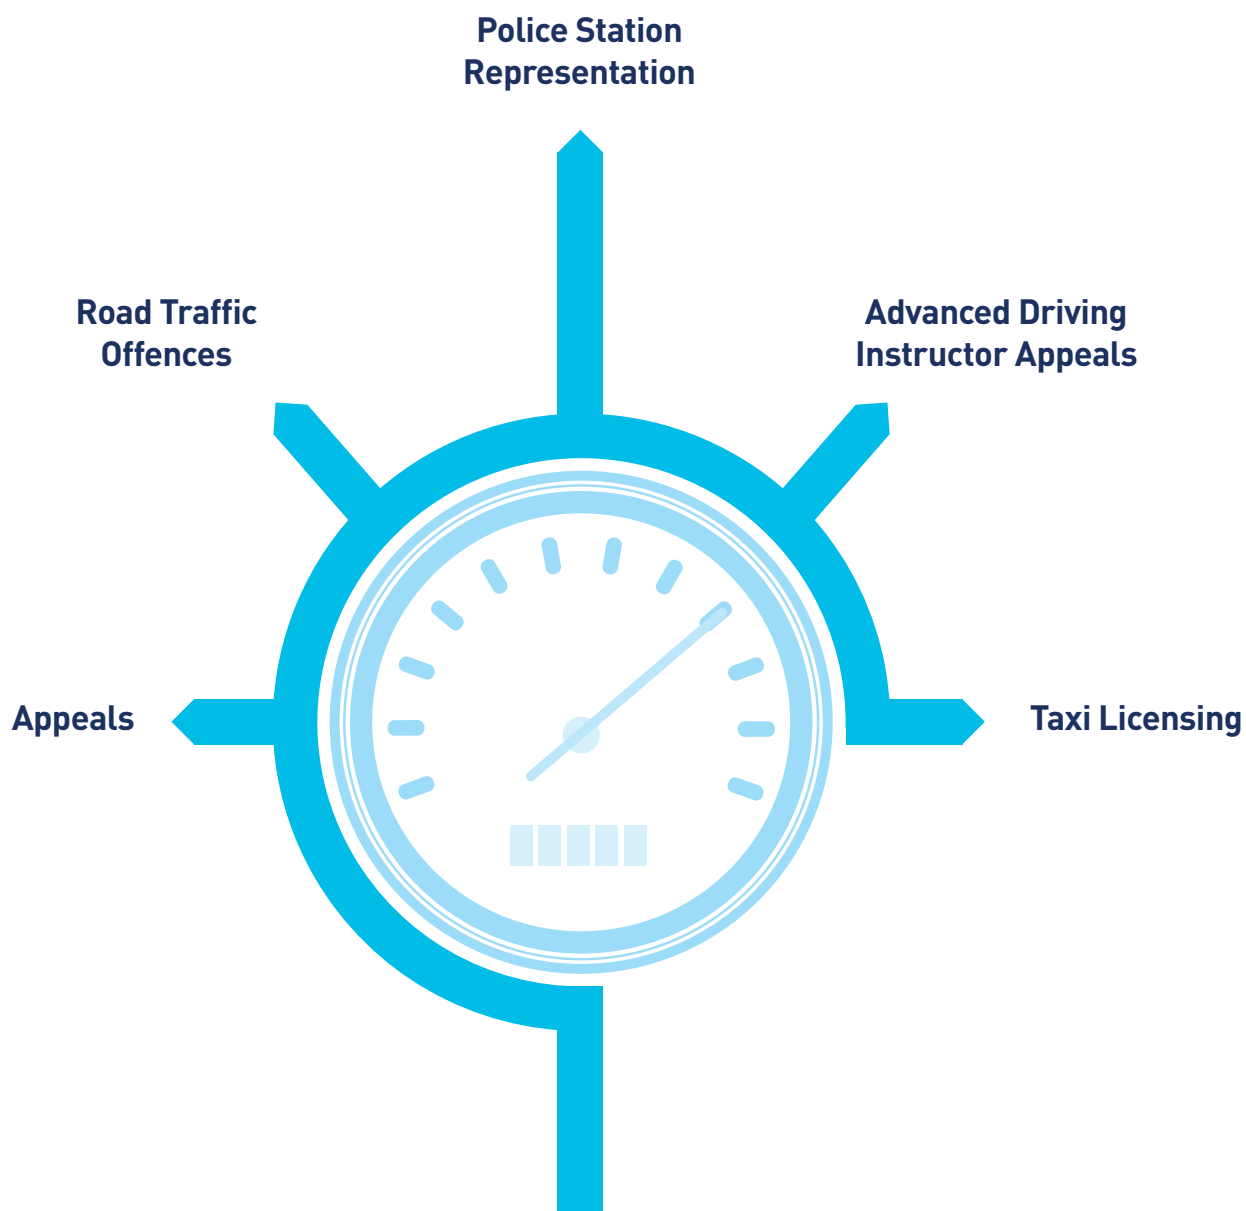 Police Station
Representation
Road Traffic
Offences
Advanced Driving
Instructor Appeals
Appeals
Taxi Licensing